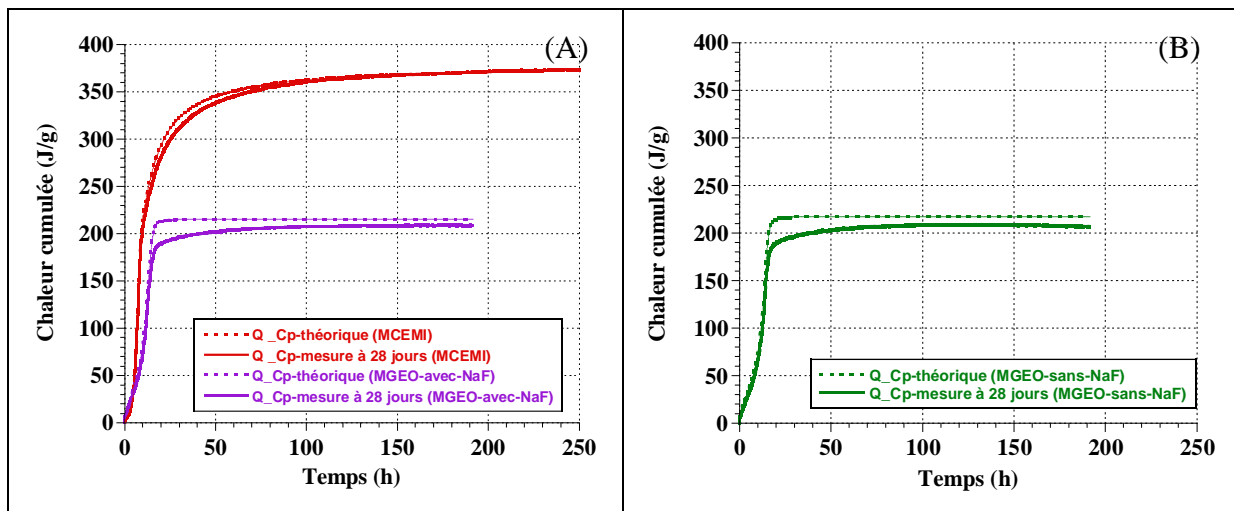 (A)
400
350
300
250
200
150
100
50
0
Chaleur cumulée (J/g)
Q _Cp-théorique (MCEMI)
Q _Cp-mesure à 28 jours (MCEMI)
Q_Cp-théorique (MGEO-avec-NaF)
Q_Cp-mesure à 28 jours (MGEO-avec-NaF)
0 50 100 150 200 250
Temps (h)
(B)
400
350
300
250
200
150
100
50
0
Chaleur cumulée (J/g)
Q_Cp-théorique (MGEO-sans-NaF)
Q_Cp-mesure à 28 jours (MGEO-sans-NaF)
0 50 100 150 200 250
Temps (h)